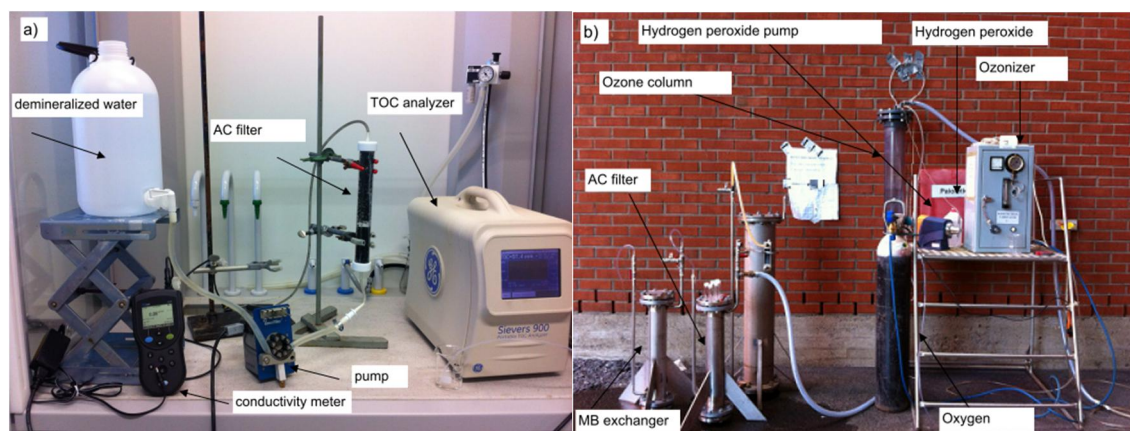 a)
demineralized water
AC filter
TOC analyzer
Sievers 900
pump
conductivity meter
b)
Hydrogen peroxide pump
Hydrogen peroxide
Ozone column
Ozonizer
AC filter
MB exchanger
Oxygen